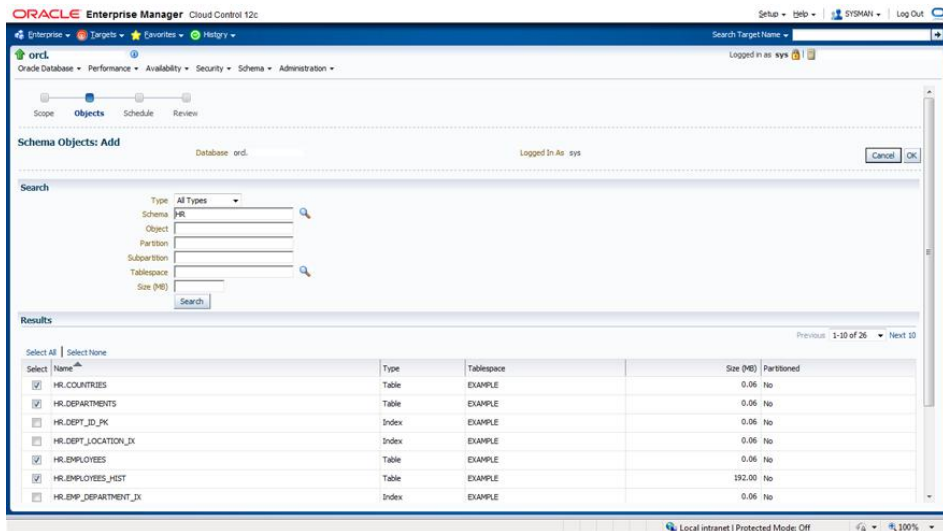 ORACLE Enterprise Manager Cloud Control 12c
Setup Help SYSMAN Log Out
Enterprise Targets Favorites History Search Target Name
orcl. Logged in as sys
Oracle Database Performance Availability Security Schema Administration
Scope Objects Schedule Review
Schema Objects: Add
Database orcl. Logged In As sys Cancel OK
Search
Type All Types
Schema HR
Object
Partition
Subpartition
Tablespace
Size (MB)
Search
Results
Previous 1-10 of 26 Next 10
Select All Select None
Select Name Type Tablespace Size (MB) Partitioned
HR.COUNTRIES Table EXAMPLE 0.06 No
HR.DEPARTMENTS Table EXAMPLE 0.06 No
HR.DEPT_ID_PK Index EXAMPLE 0.06 No
HR.DEPT_LOCATION_IX Index EXAMPLE 0.06 No
HR.EMPLOYEES Table EXAMPLE 0.06 No
HR.EMPLOYEES_HIST Table EXAMPLE 192.00 No
HR.EMP_DEPARTMENT_IX Index EXAMPLE 0.06 No
Local intranet | Protected Mode: Off 100%